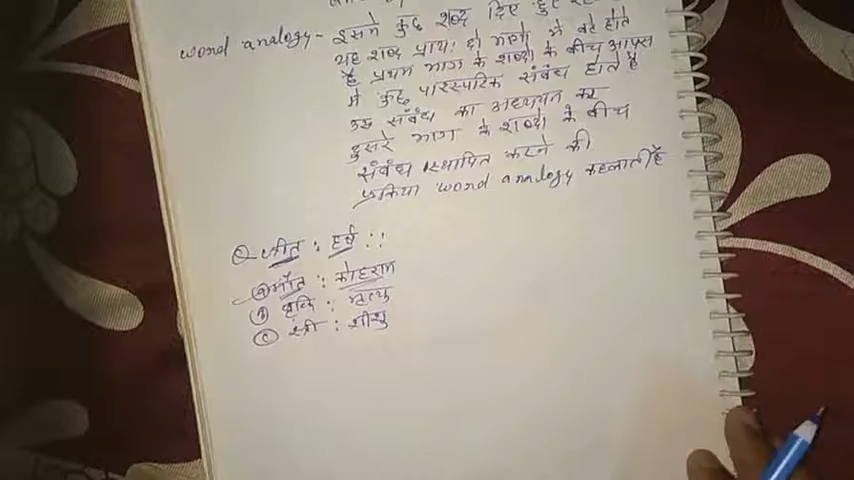 word analogy - इसमे कुछ शब्द दिए हुए
यह शब्द प्राय: दो भागो मे बटे होते
है प्रथम भाग के शब्दो के बीच आपस
मे कुछ पारस्परिक संबंध होते है
उस संबंध का अध्ययन कर
दुसरे भाग के शब्दो के बीच
संबंध स्थापित करने की
प्रक्रिया word analogy कहलाती है
जीत : हर्ष : :
मौत : कोहराम
: मृत्यु
स्त्री : शीशु